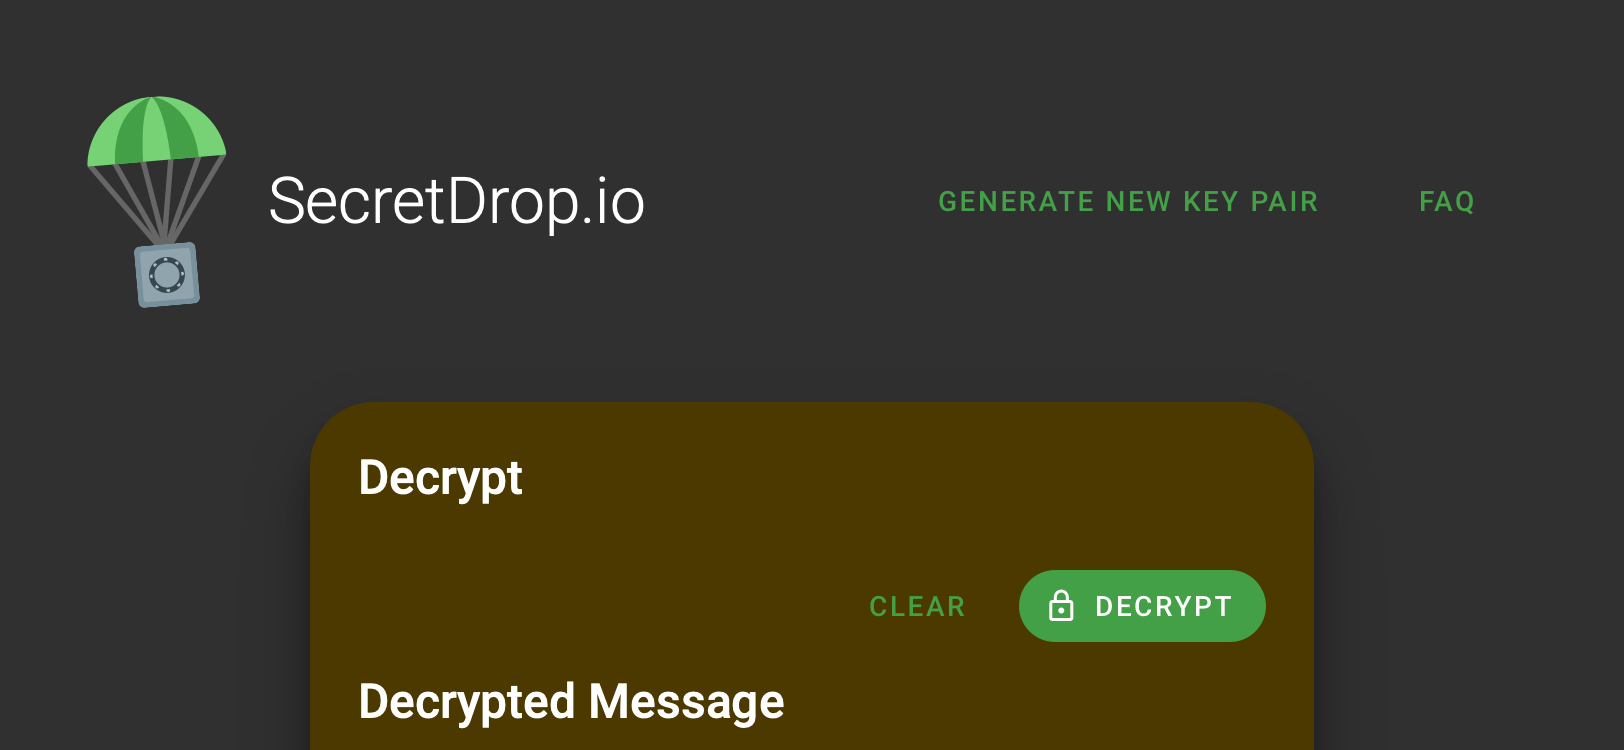 SecretDrop.io
GENERATE NEW KEY PAIR
FAQ
Decrypt
CLEAR
DECRYPT
Decrypted Message